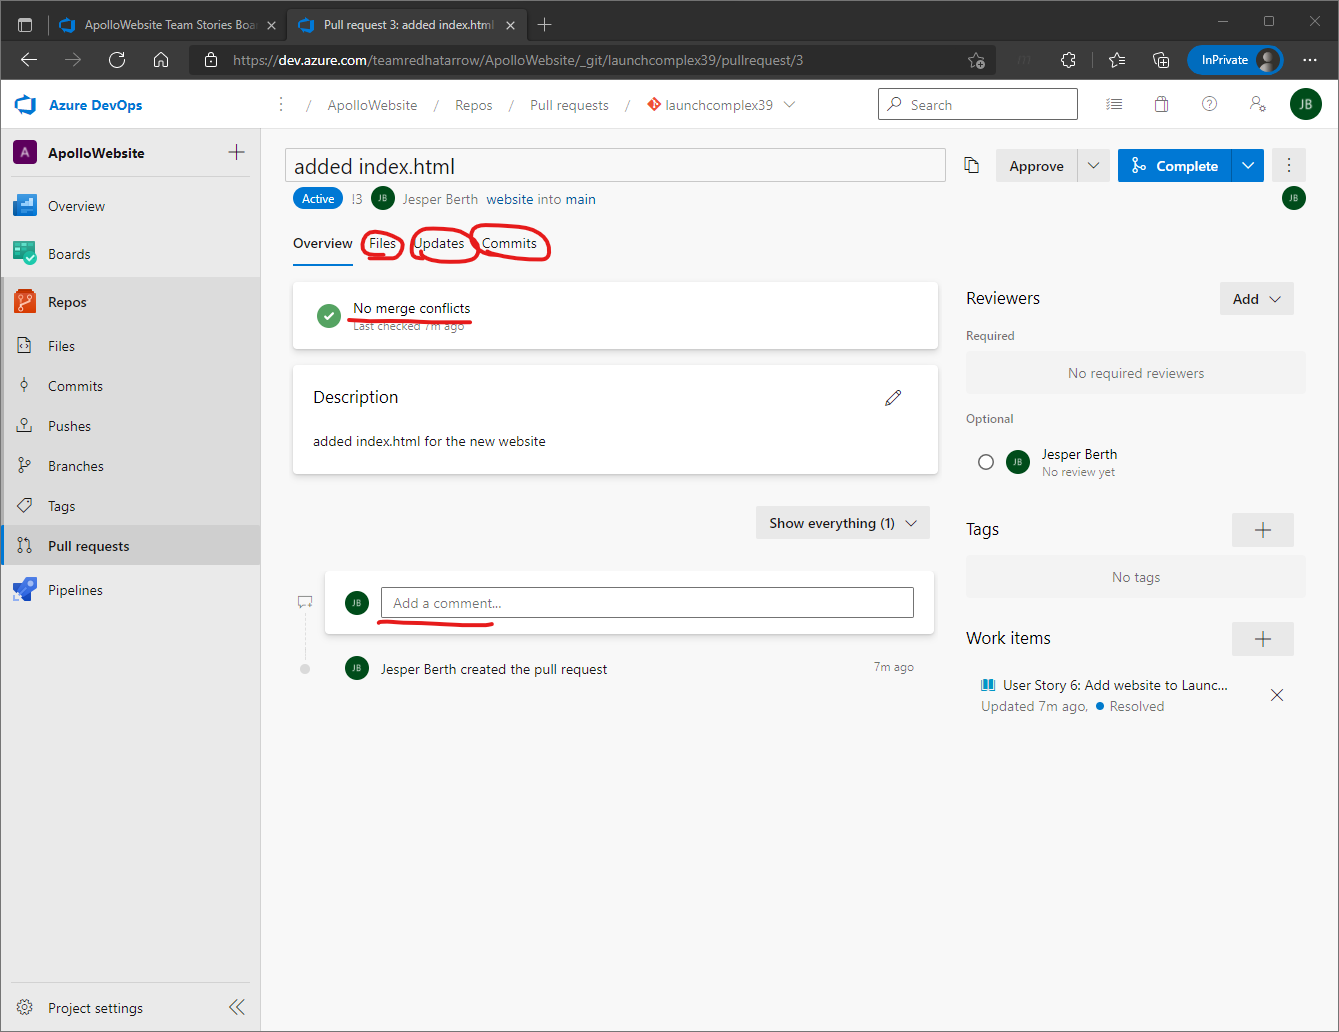 ApolloWebsite Team Stories Boa
Pull request 3: added index.html
https://dev.azure.com/teamredhatarrow/ApolloWebsite/_git/launchcomplex39/pullrequest/3
InPrivate
Azure DevOps
/ ApolloWebsite / Repos / Pull requests / launchcomplex39
Search
JB
A ApolloWebsite
Overview
Boards
Repos
Files
Commits
Pushes
Branches
Tags
Pull requests
Pipelines
Project settings
added index.html
Approve
Complete
Active !3 JB Jesper Berth website into main
JB
Overview Files Updates Commits
No merge conflicts
Last checked 7m ago
Description
added index.html for the new website
Show everything (1)
JB Add a comment...
JB Jesper Berth created the pull request 7m ago
Reviewers
Add
Required
No required reviewers
Optional
JB Jesper Berth
No review yet
Tags
No tags
Work items
User Story 6: Add website to Launc...
Updated 7m ago, Resolved